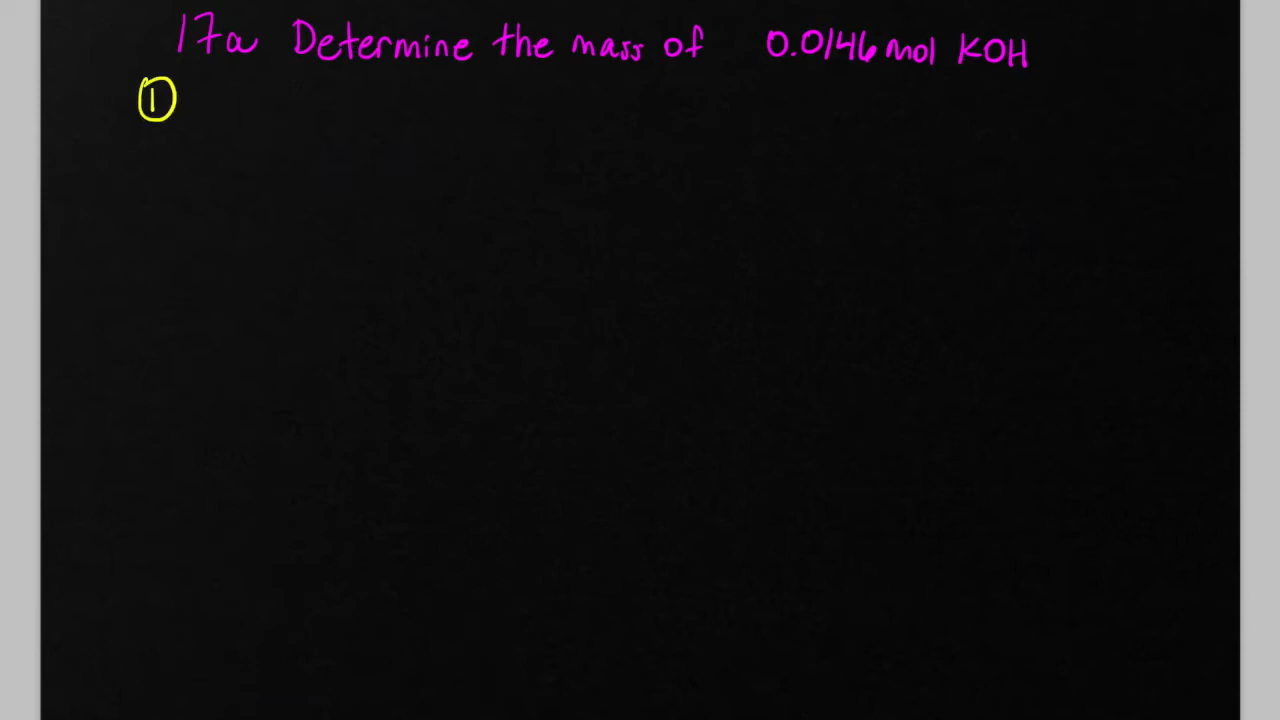 17a Determine the mass of 0.0146 mol KOH
①